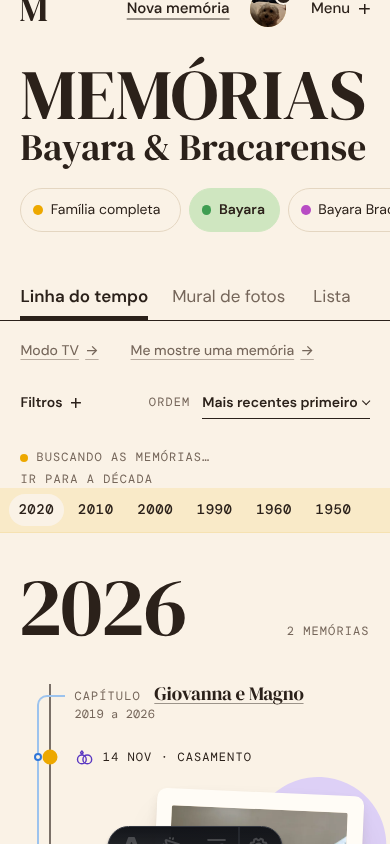 M
Nova memória
Menu +
MEMÓRIAS
Bayara & Bracarense
Família completa
Bayara
Bayara Brac
Linha do tempo
Mural de fotos
Lista
Modo TV →
Me mostre uma memória →
Filtros +
ORDEM
Mais recentes primeiro
BUSCANDO AS MEMÓRIAS…
IR PARA A DÉCADA
2020 2010 2000 1990 1960 1950
2026
2 MEMÓRIAS
CAPÍTULO Giovanna e Magno
2019 a 2026
14 NOV · CASAMENTO